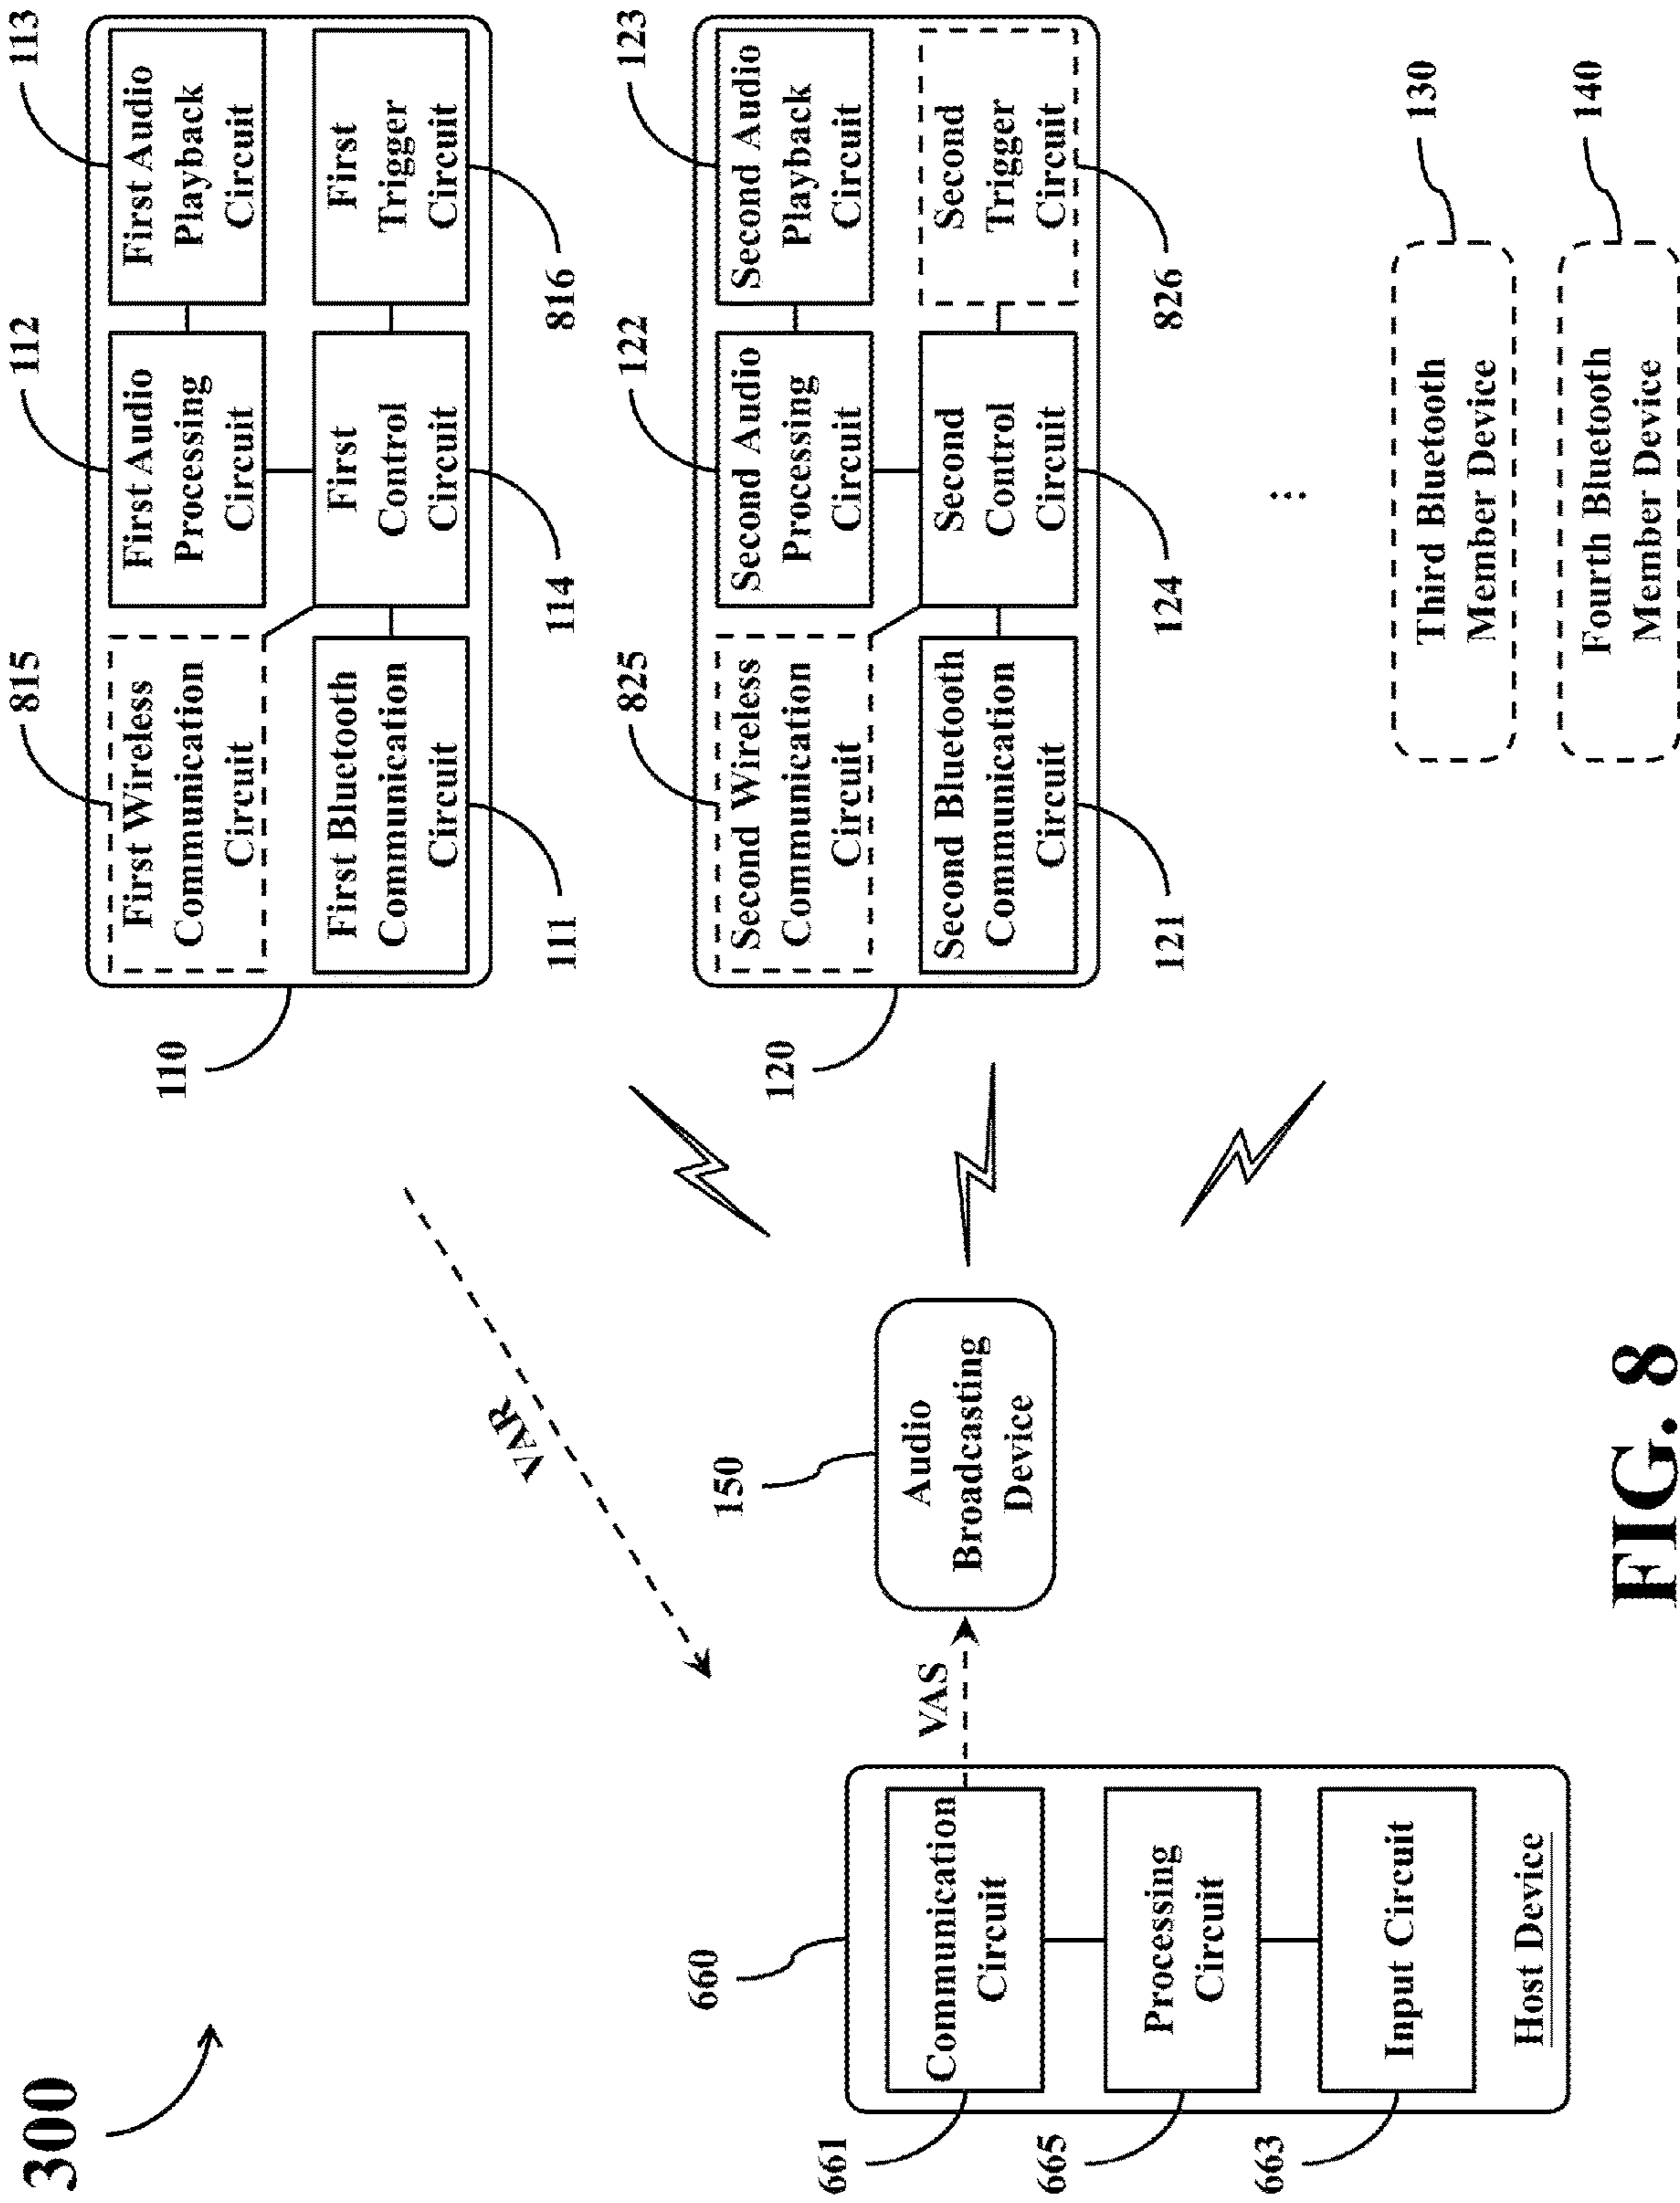 300
660
661
Communication
Circuit
665
Processing
Circuit
663
Input Circuit
Host Device
VAS
VAR
150
Audio
Broadcasting
Device
110
815
First Wireless
Communication
Circuit
112
First Audio
Processing
Circuit
113
First Audio
Playback
Circuit
First Bluetooth
Communication
Circuit
111
First
Control
Circuit
114
First
Trigger
Circuit
816
120
825
Second Wireless
Communication
Circuit
122
Second Audio
Processing
Circuit
123
Second Audio
Playback
Circuit
Second Bluetooth
Communication
Circuit
121
Second
Control
Circuit
124
Second
Trigger
Circuit
826
Third Bluetooth
Member Device
130
Fourth Bluetooth
Member Device
140
FIG. 8